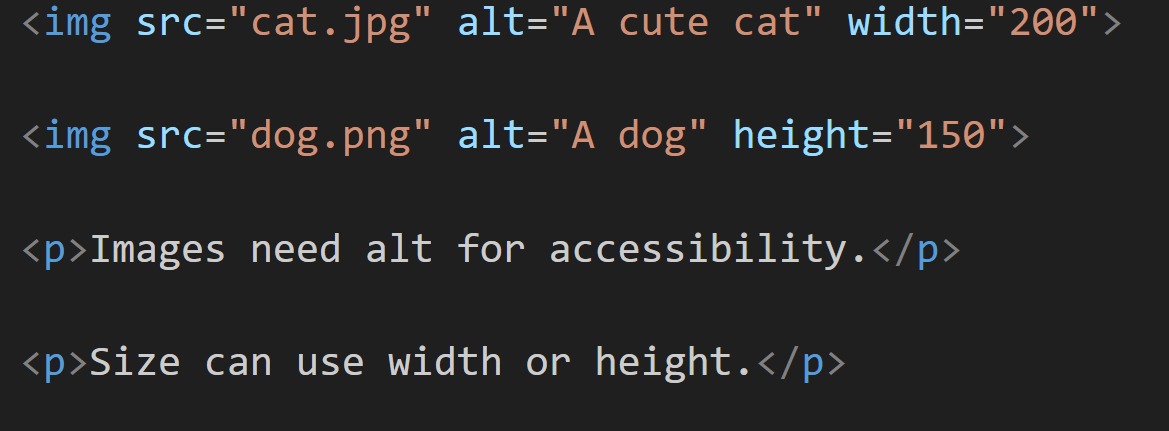 <img src="cat.jpg" alt="A cute cat" width="200">
<img src="dog.png" alt="A dog" height="150">
<p>Images need alt for accessibility.</p>
<p>Size can use width or height.</p>